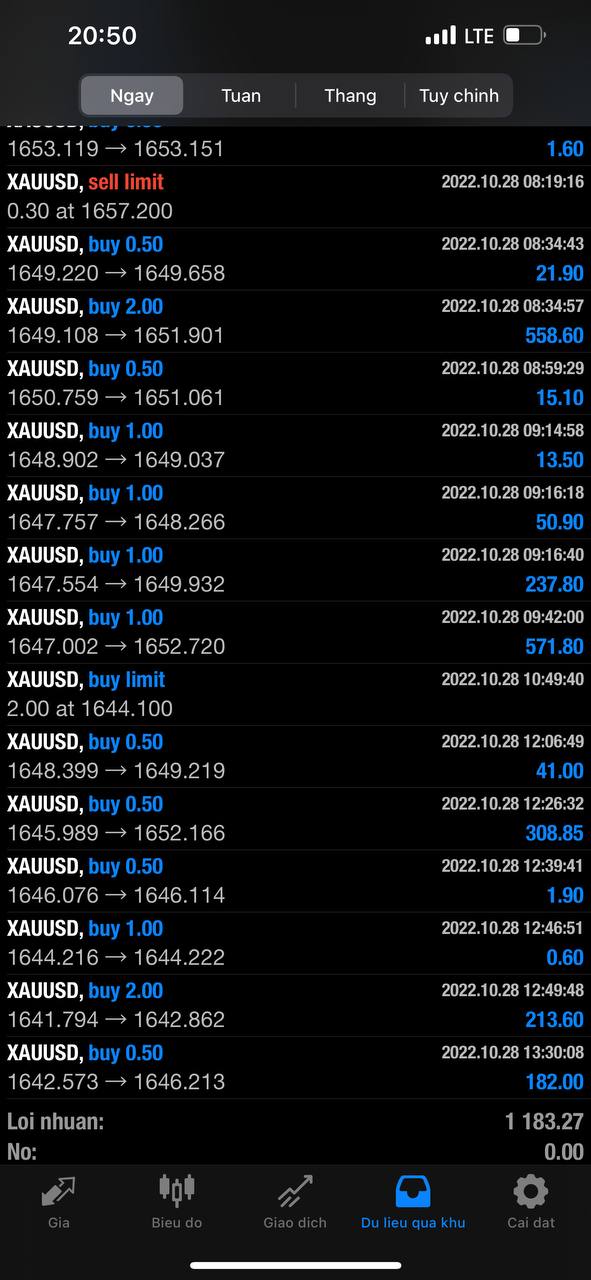 20:50 LTE
Ngay Tuan Thang Tuy chinh
1653.119 → 1653.151 1.60
XAUUSD, sell limit 2022.10.28 08:19:16
0.30 at 1657.200
XAUUSD, buy 0.50 2022.10.28 08:34:43
1649.220 → 1649.658 21.90
XAUUSD, buy 2.00 2022.10.28 08:34:57
1649.108 → 1651.901 558.60
XAUUSD, buy 0.50 2022.10.28 08:59:29
1650.759 → 1651.061 15.10
XAUUSD, buy 1.00 2022.10.28 09:14:58
1648.902 → 1649.037 13.50
XAUUSD, buy 1.00 2022.10.28 09:16:18
1647.757 → 1648.266 50.90
XAUUSD, buy 1.00 2022.10.28 09:16:40
1647.554 → 1649.932 237.80
XAUUSD, buy 1.00 2022.10.28 09:42:00
1647.002 → 1652.720 571.80
XAUUSD, buy limit 2022.10.28 10:49:40
2.00 at 1644.100
XAUUSD, buy 0.50 2022.10.28 12:06:49
1648.399 → 1649.219 41.00
XAUUSD, buy 0.50 2022.10.28 12:26:32
1645.989 → 1652.166 308.85
XAUUSD, buy 0.50 2022.10.28 12:39:41
1646.076 → 1646.114 1.90
XAUUSD, buy 1.00 2022.10.28 12:46:51
1644.216 → 1644.222 0.60
XAUUSD, buy 2.00 2022.10.28 12:49:48
1641.794 → 1642.862 213.60
XAUUSD, buy 0.50 2022.10.28 13:30:08
1642.573 → 1646.213 182.00
Loi nhuan: 1 183.27
No: 0.00
Gia Bieu do Giao dich Du lieu qua khu Cai dat